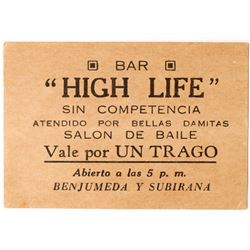 BAR
"HIGH LIFE"
SIN COMPETENCIA
ATENDIDO POR BELLAS DAMITAS
SALON DE BAILE
Vale por UN TRAGO
Abierto a las 5 p. m.
BENJUMEDA Y SUBIRANA